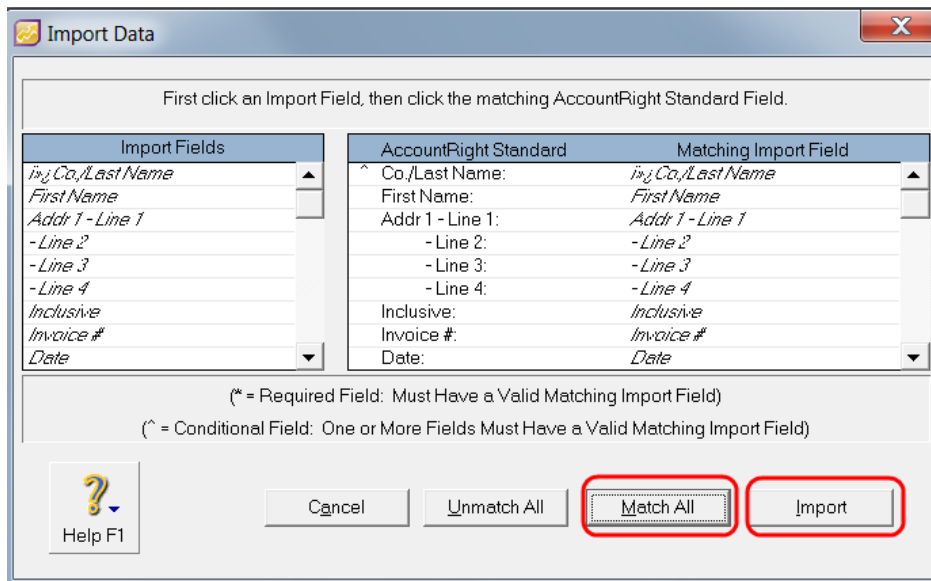 Import Data
X
First click an Import Field, then click the matching AccountRight Standard Field.
Import Fields
AccountRight Standard Matching Import Field
ï»¿Co./Last Name
First Name
Addr 1 - Line 1
- Line 2
- Line 3
- Line 4
Inclusive
Invoice #
Date
^ Co./Last Name: ï»¿Co./Last Name
First Name: First Name
Addr 1 - Line 1: Addr 1 - Line 1
- Line 2: - Line 2
- Line 3: - Line 3
- Line 4: - Line 4
Inclusive: Inclusive
Invoice #: Invoice #
Date: Date
(* = Required Field: Must Have a Valid Matching Import Field)
(^ = Conditional Field: One or More Fields Must Have a Valid Matching Import Field)
Help F1
Cancel
Unmatch All
Match All
Import